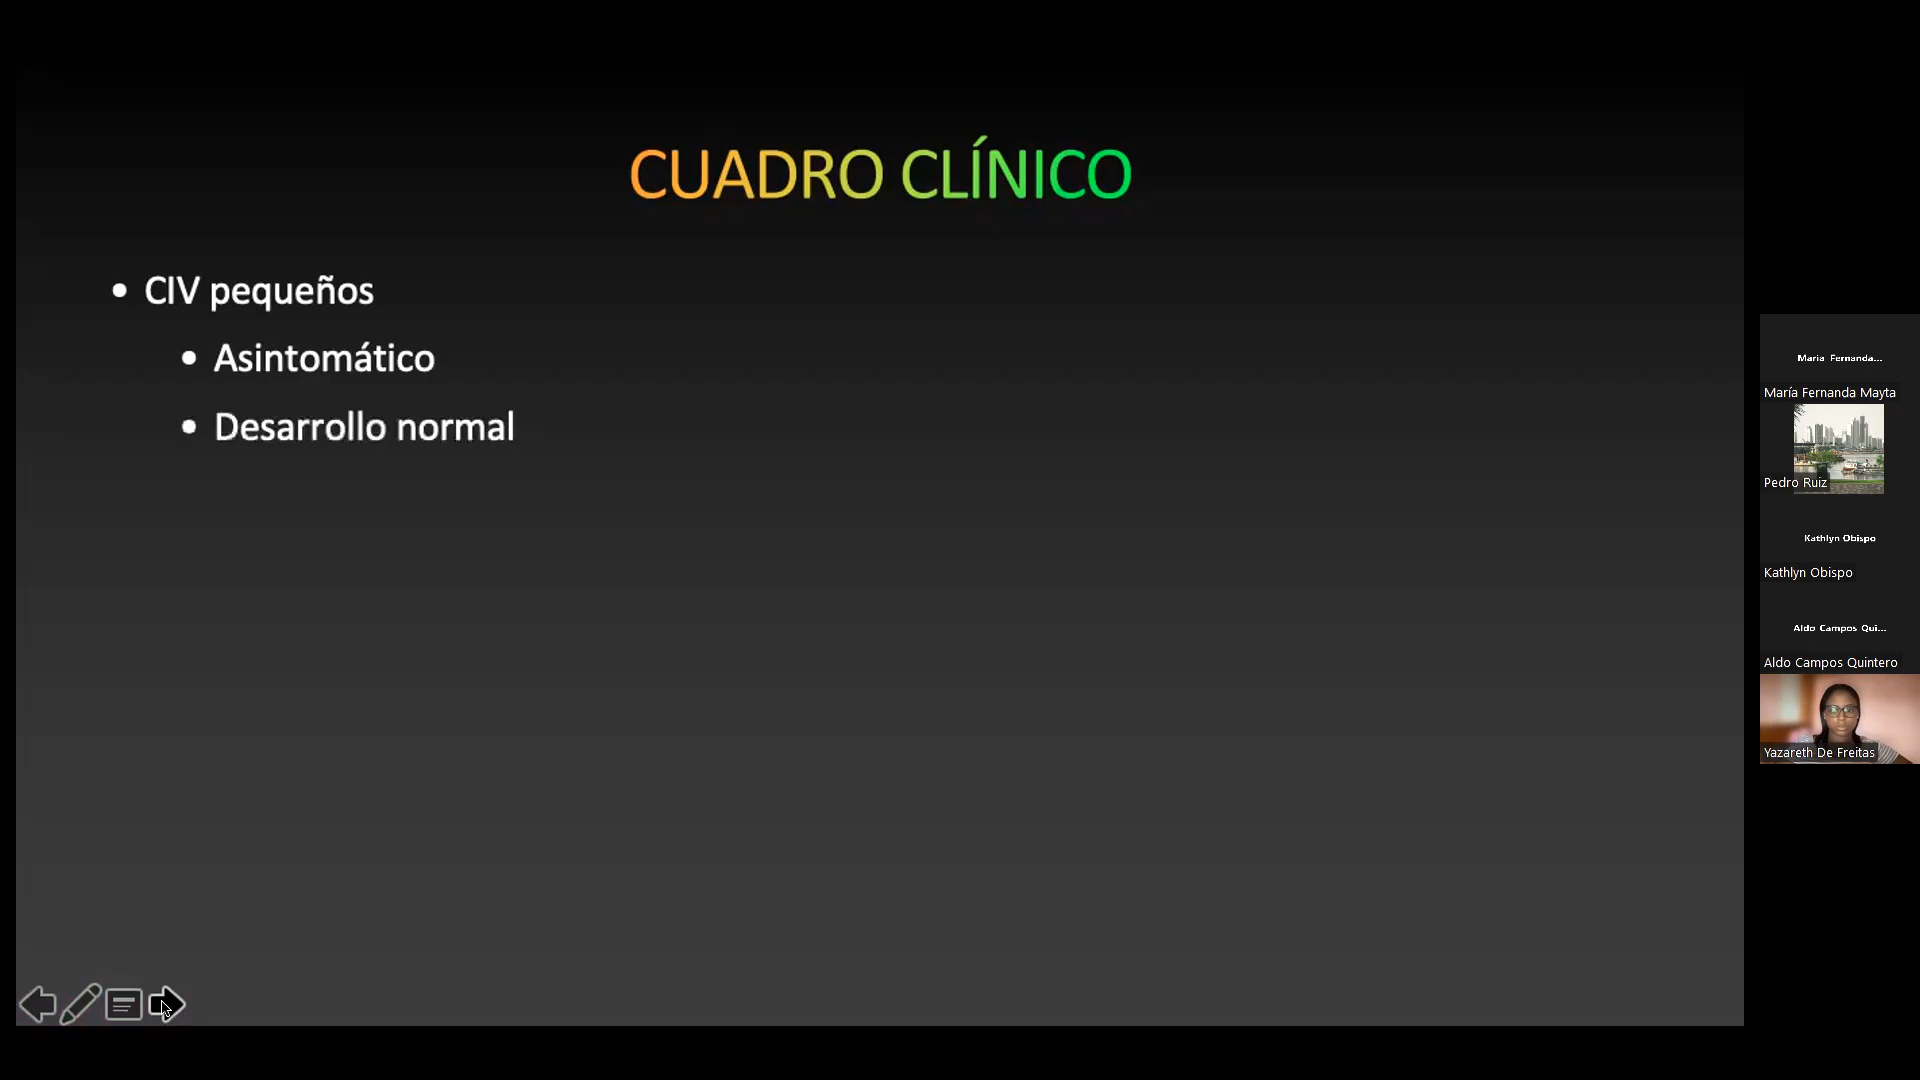 CUADRO CLÍNICO
• CIV pequeños
• Asintomático
• Desarrollo normal
Maria Fernanda...
María Fernanda Mayta
Pedro Ruiz
Kathlyn Obispo
Kathlyn Obispo
Aldo Campos Qui...
Aldo Campos Quintero
Yazareth De Freitas